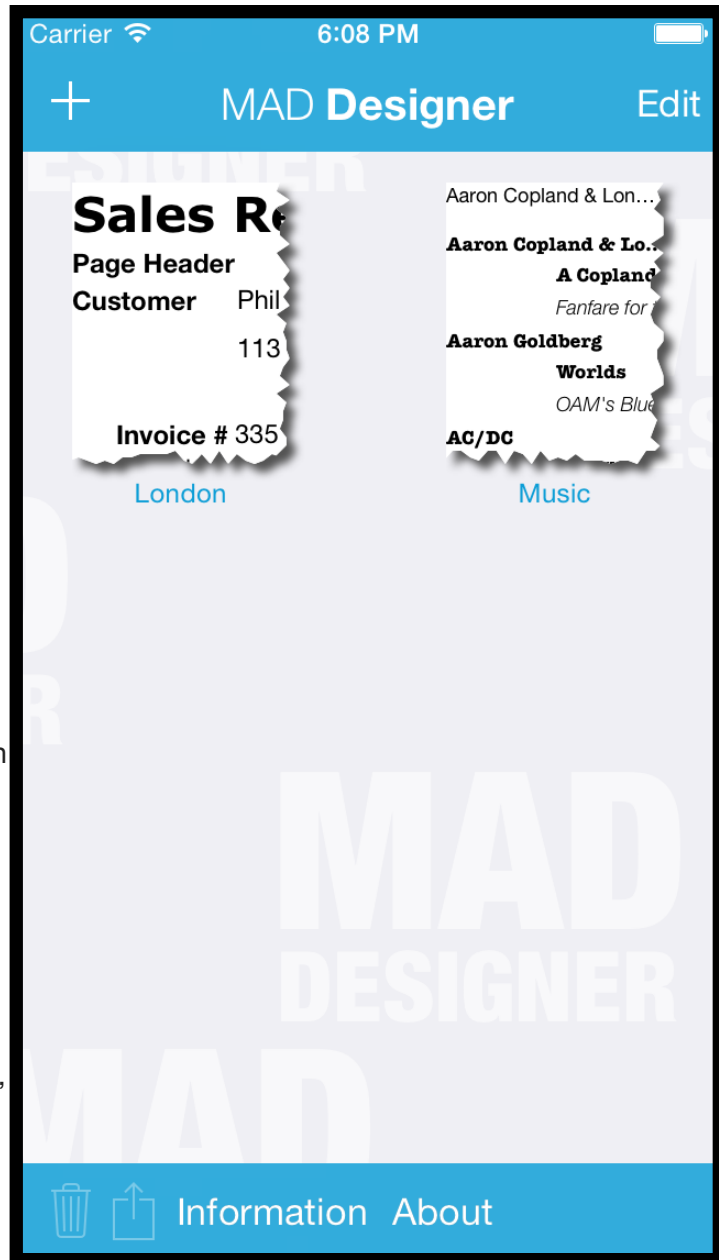 Carrier 6:08 PM
MAD Designer Edit
DESIGNER
Sales Re
Page Header
Customer Phil
113
Invoice # 335
London
Aaron Copland & Lon...
Aaron Copland & Lo..
A Copland
Fanfare for
Aaron Goldberg
Worlds
OAM's Blue
AC/DC
Music
MAD
DESIGNER
MAD
Information About